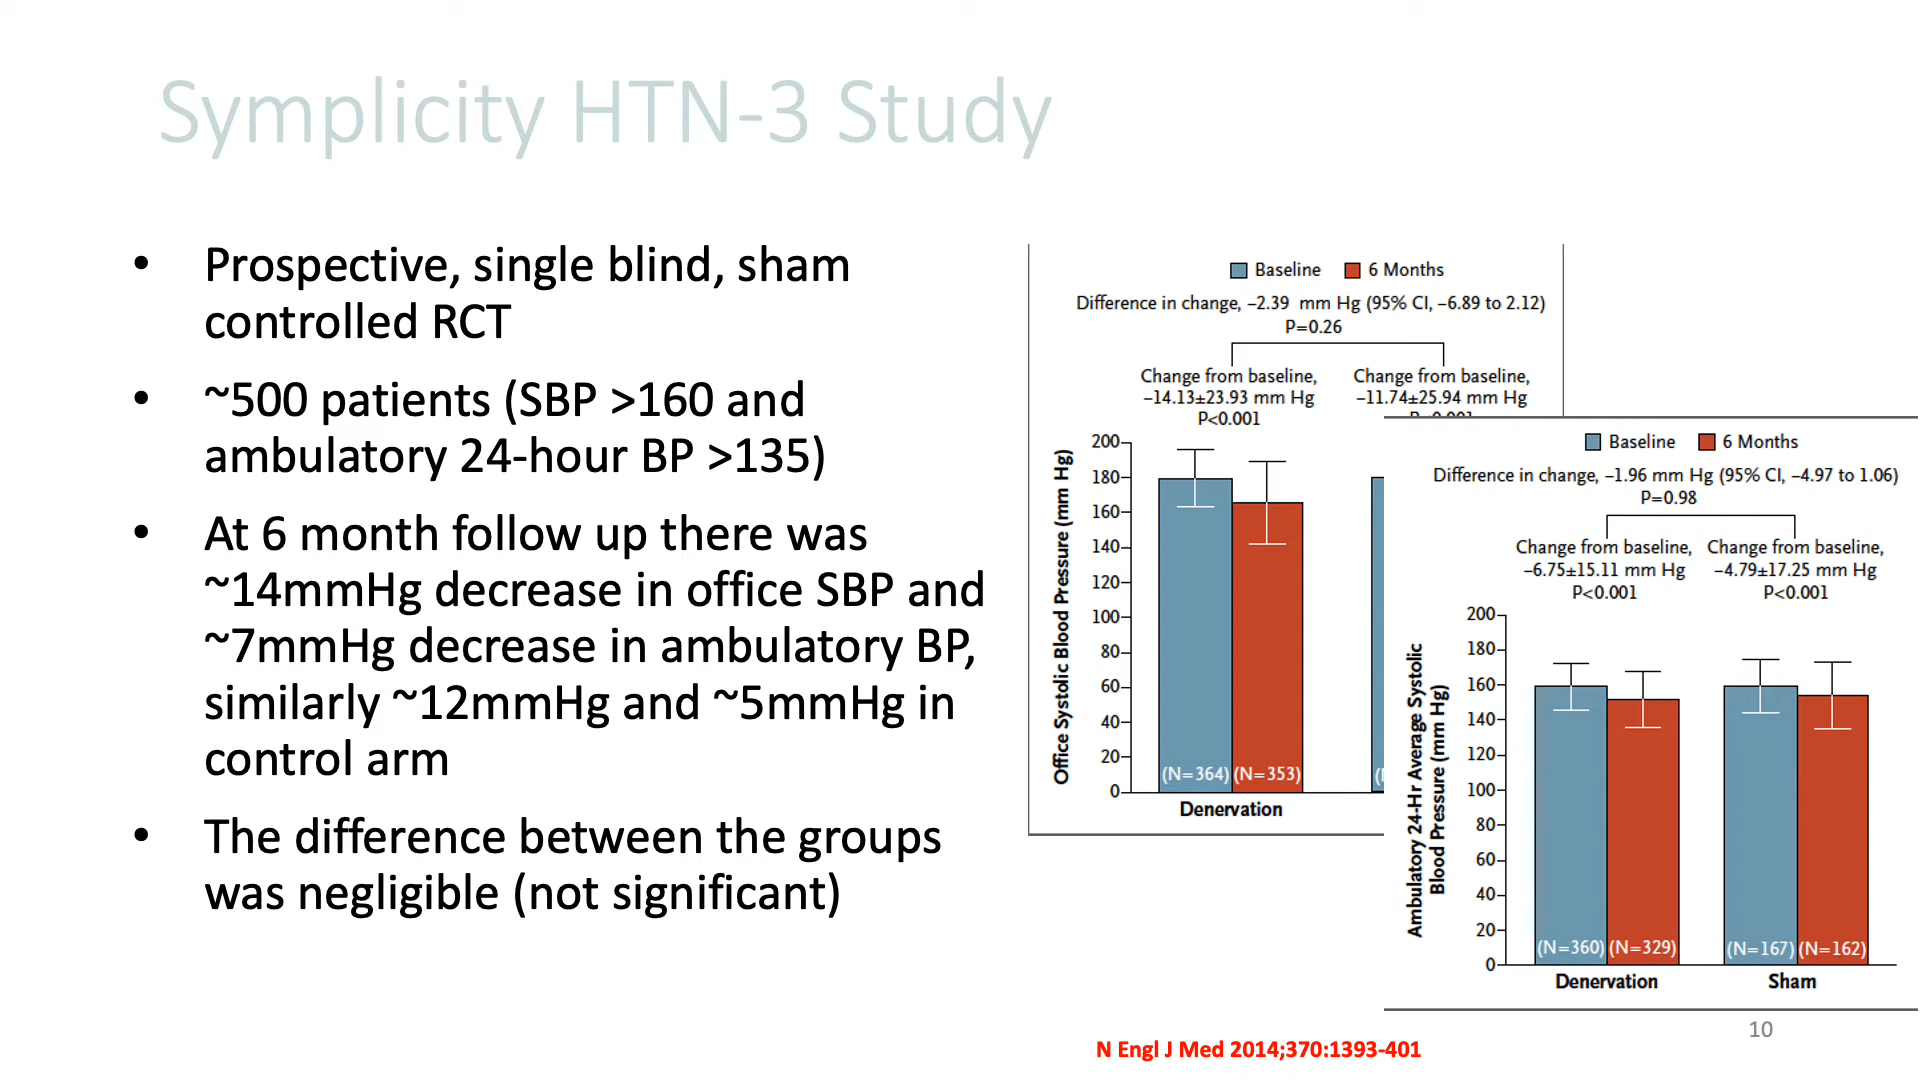 Symplicity HTN-3 Study
• Prospective, single blind, sham
controlled RCT
• ~500 patients (SBP >160 and
ambulatory 24-hour BP >135)
• At 6 month follow up there was
~14mmHg decrease in office SBP and
~7mmHg decrease in ambulatory BP,
similarly ~12mmHg and ~5mmHg in
control arm
• The difference between the groups
was negligible (not significant)
Baseline 6 Months
Difference in change, −2.39 mm Hg (95% CI, −6.89 to 2.12)
P=0.26
Change from baseline, Change from baseline,
−14.13±23.93 mm Hg −11.74±25.94 mm Hg
P<0.001
Office Systolic Blood Pressure (mm Hg)
200
180
160
140
120
100
80
60
40
20
0
(N=364) (N=353)
Denervation
Baseline 6 Months
Difference in change, −1.96 mm Hg (95% CI, −4.97 to 1.06)
P=0.98
Change from baseline, Change from baseline,
−6.75±15.11 mm Hg −4.79±17.25 mm Hg
P<0.001 P<0.001
Ambulatory 24-Hr Average Systolic
Blood Pressure (mm Hg)
200
180
160
140
120
100
80
60
40
20
0
(N=360) (N=329) (N=167) (N=162)
Denervation Sham
10
N Engl J Med 2014;370:1393-401